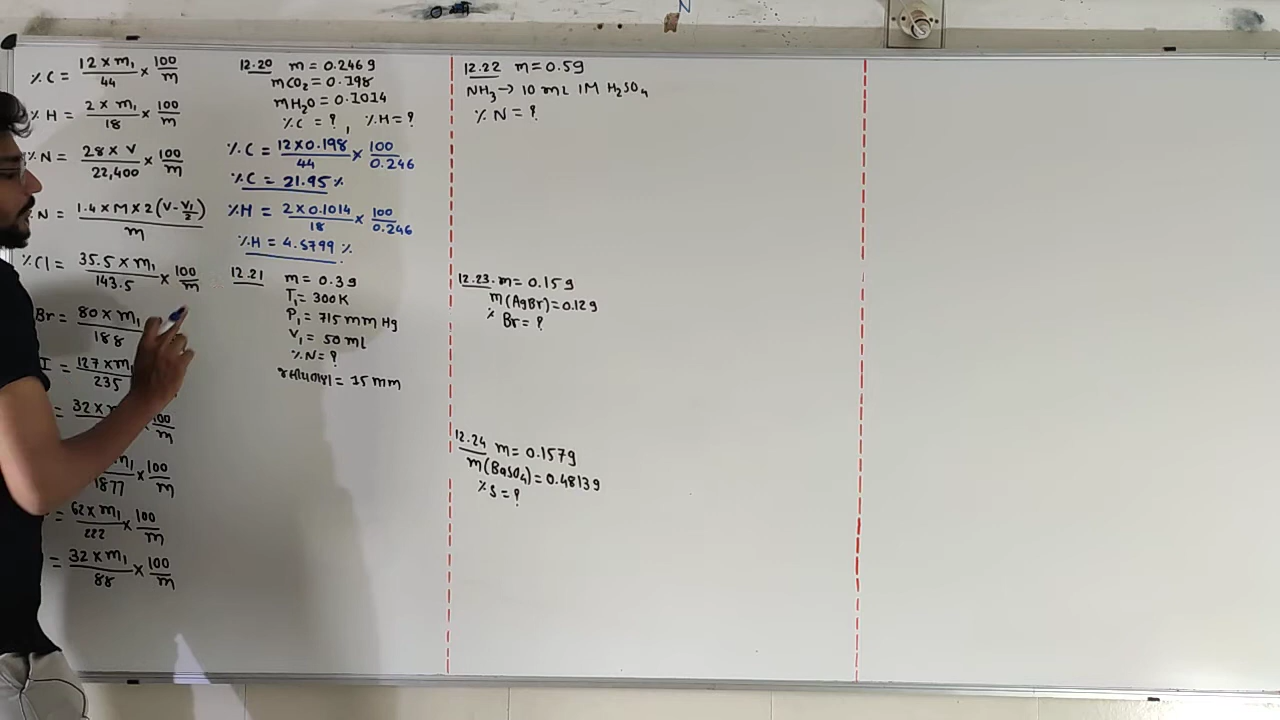 % C = 12 × m₁ / 44 × 100 / m
% H = 2 × m₁ / 18 × 100 / m
% N = 28 × V / 22,400 × 100 / m
% N = 1.4 × M × 2 (V - V₁/2) / m
% Cl = 35.5 × m₁ / 143.5 × 100 / m
Br = 80 × m₁ / 188
I = 127 × m₁ / 235
= 32 × m₁ 100 / m
m₁ / 1877 × 100 / m
= 62 × m₁ / 222 × 100 / m
= 32 × m₁ / 88 × 100 / m
12.20 m = 0.246 g
mCO₂ = 0.198
mH₂O = 0.1014
% C = ?, % H = ?
% C = 12 × 0.198 / 44 × 100 / 0.246
% C = 21.95 %
% H = 2 × 0.1014 / 18 × 100 / 0.246
% H = 4.5799 %
12.21 m = 0.3 g
T₁ = 300 K
P₁ = 715 mm Hg
V₁ = 50 mL
% N = ?
= 15 mm
12.22 m = 0.5 g
NH₃ → 10 mL 1M H₂SO₄
% N = ?
12.23. m = 0.15 g
m(AgBr) = 0.12 g
% Br = ?
12.24 m = 0.157 g
m(BaSO₄) = 0.4813 g
% S = ?